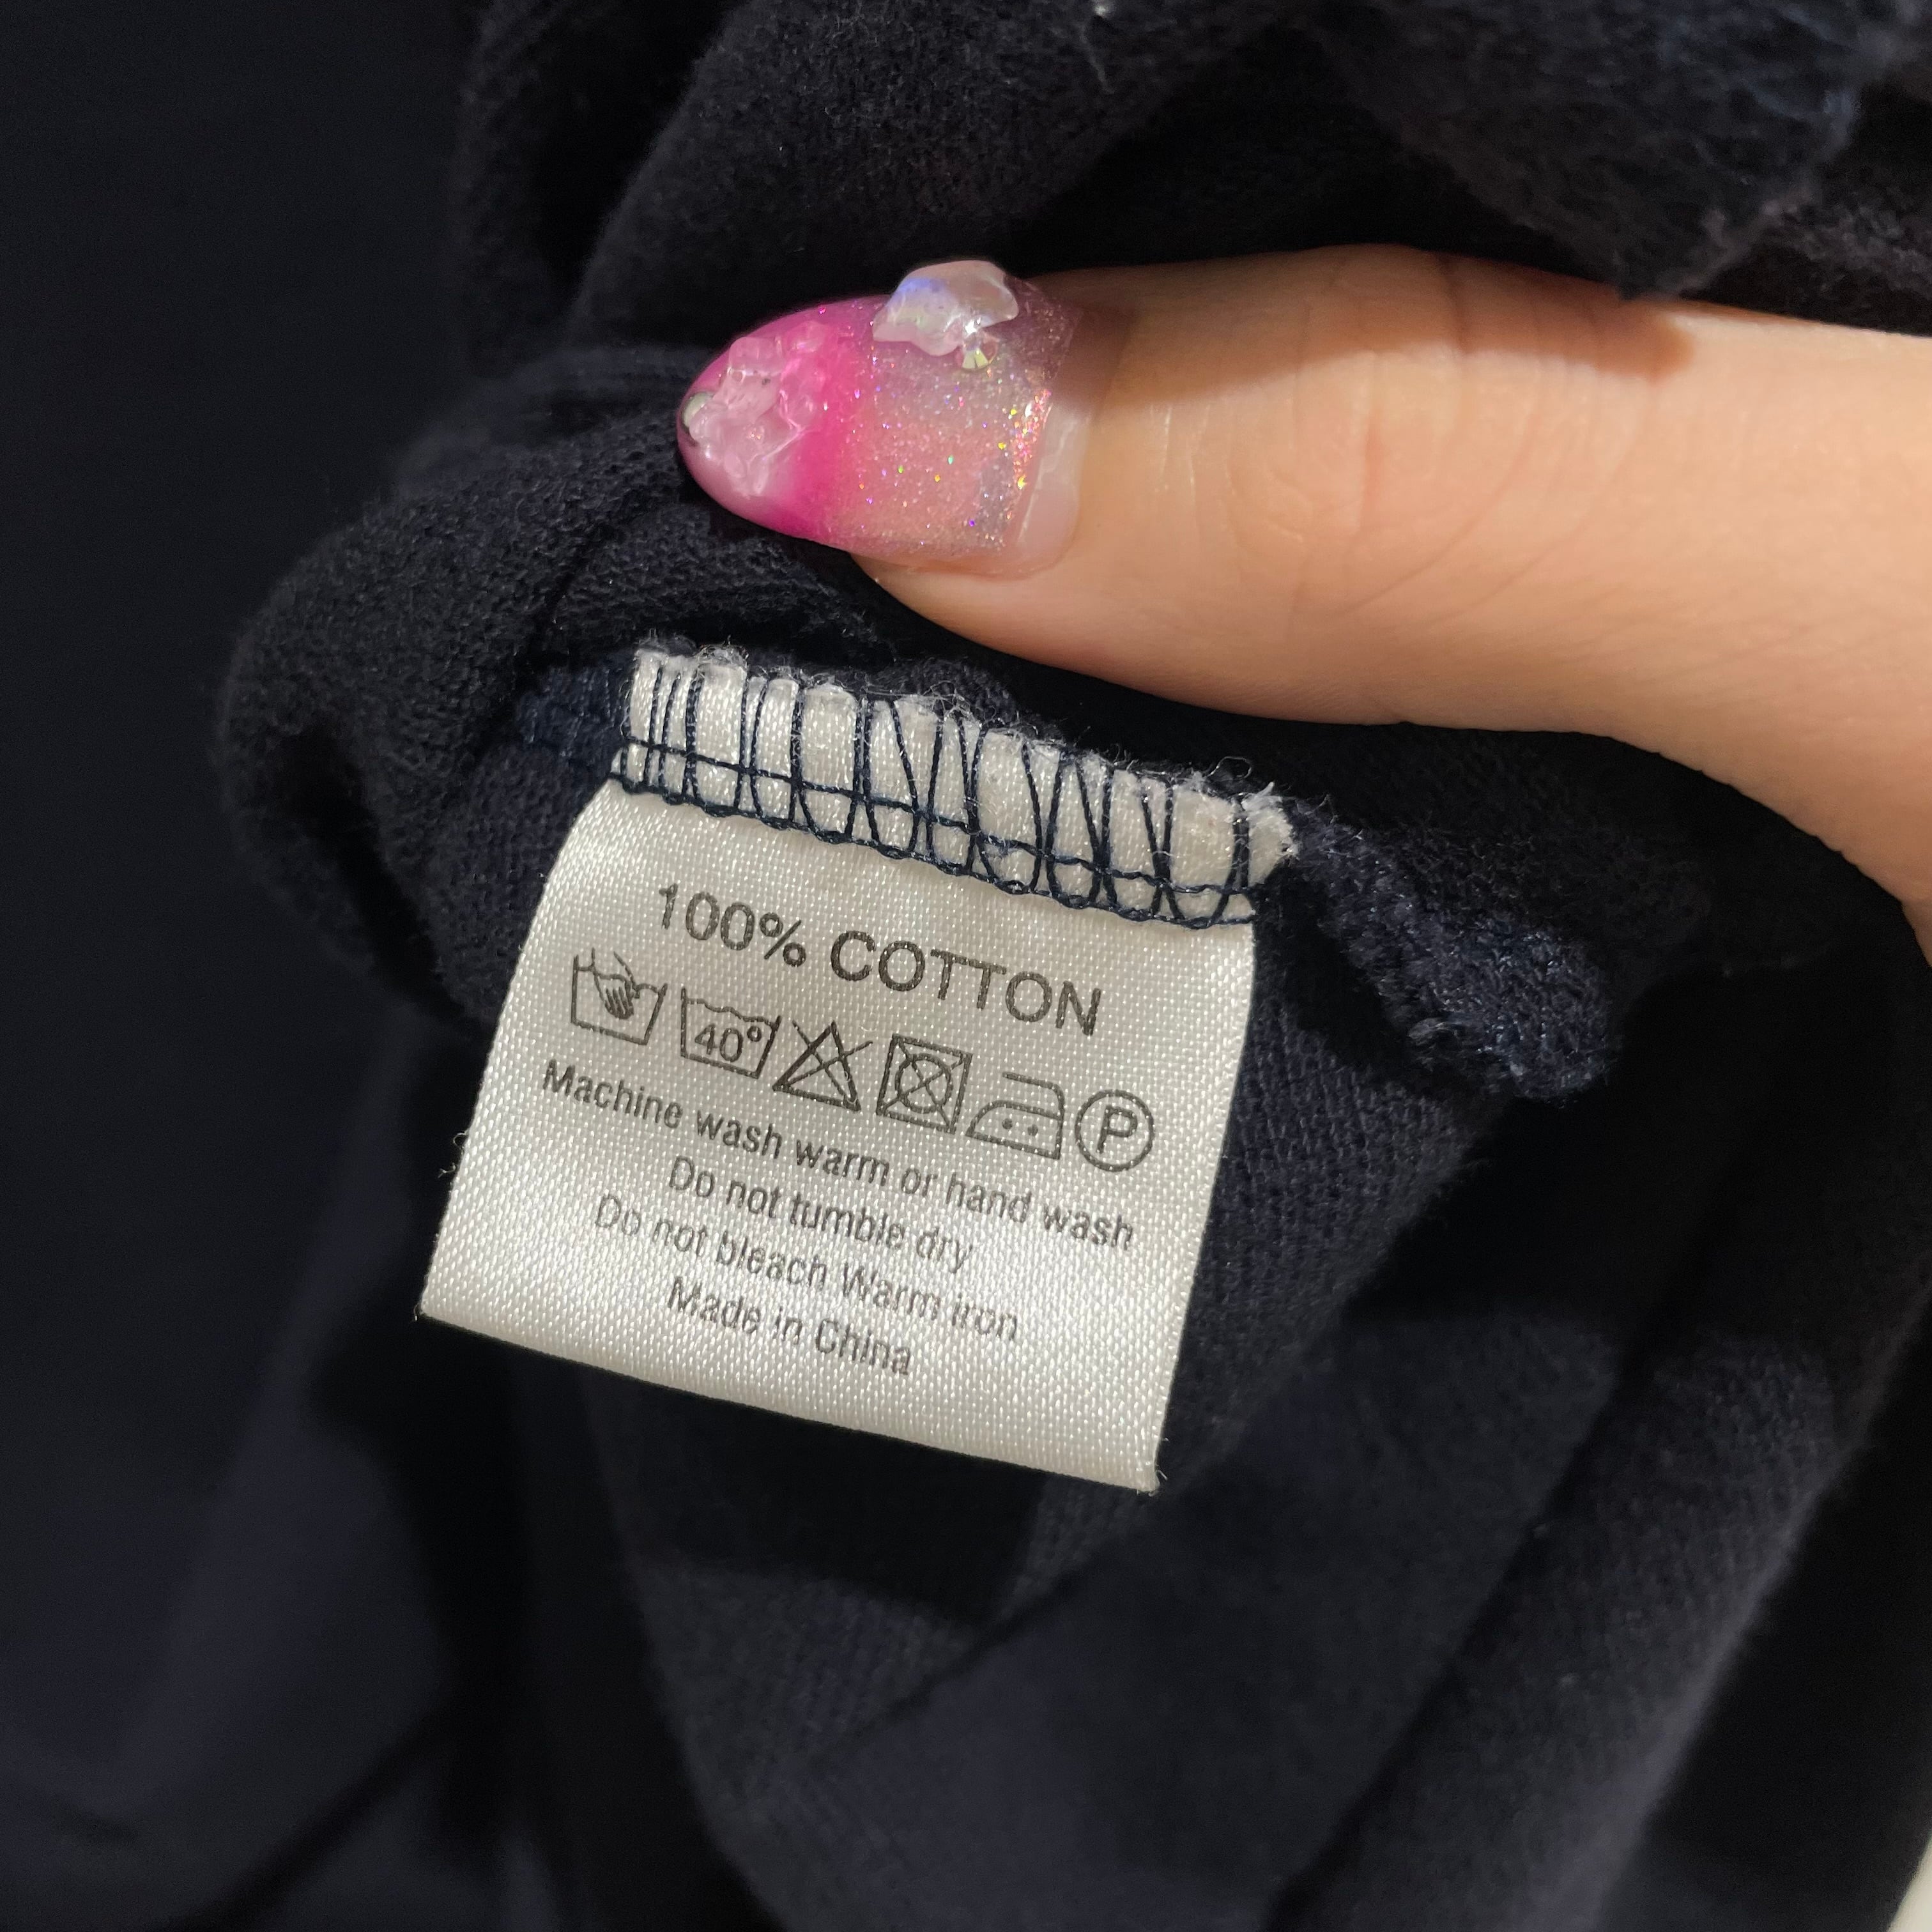 100% COTTON
40° P
Machine wash warm or hand wash
Do not tumble dry
Do not bleach Warm iron
Made in China